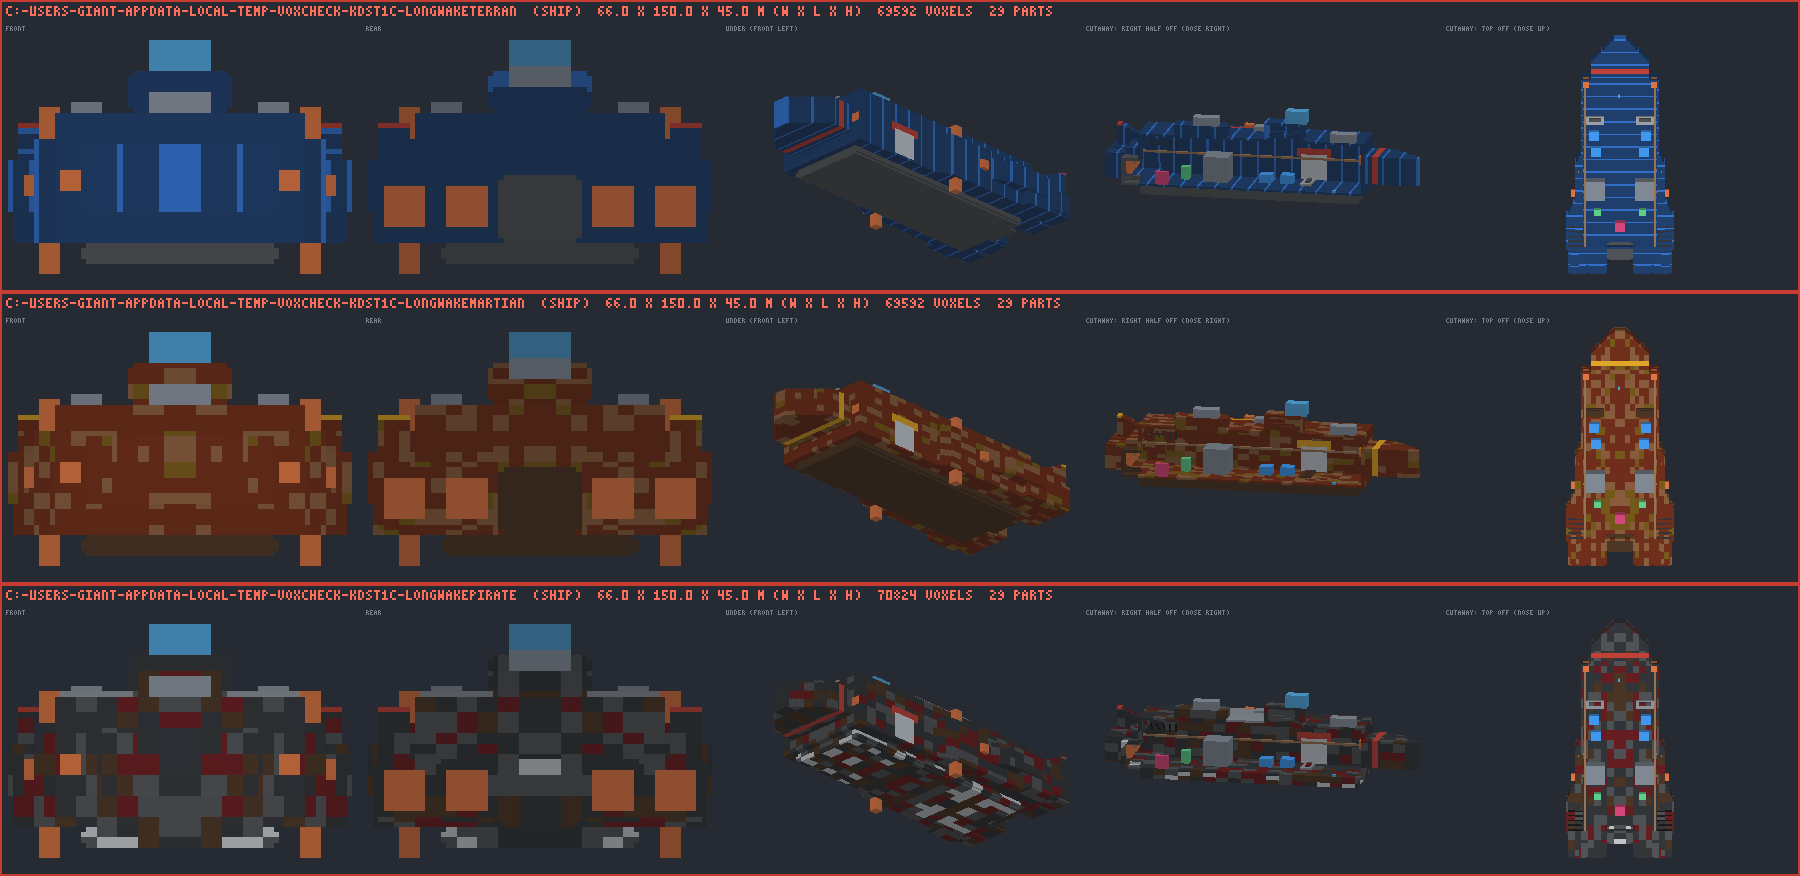 C:-USERS-GIANT-APPDATA-LOCAL-TEMP-VOXCHECK-KDST1C-LONGWAKETERRAN (SHIP) 66.0 X 150.0 X 45.0 M (W X L X H) 69592 VOXELS 29 PARTS
FRONT REAR UNDER (FRONT LEFT) CUTAWAY: RIGHT HALF OFF (NOSE RIGHT) CUTAWAY: TOP OFF (NOSE UP)
C:-USERS-GIANT-APPDATA-LOCAL-TEMP-VOXCHECK-KDST1C-LONGWAKEMARTIAN (SHIP) 66.0 X 150.0 X 45.0 M (W X L X H) 69592 VOXELS 29 PARTS
FRONT REAR UNDER (FRONT LEFT) CUTAWAY: RIGHT HALF OFF (NOSE RIGHT) CUTAWAY: TOP OFF (NOSE UP)
C:-USERS-GIANT-APPDATA-LOCAL-TEMP-VOXCHECK-KDST1C-LONGWAKEPIRATE (SHIP) 66.0 X 150.0 X 45.0 M (W X L X H) 70824 VOXELS 29 PARTS
FRONT REAR UNDER (FRONT LEFT) CUTAWAY: RIGHT HALF OFF (NOSE RIGHT) CUTAWAY: TOP OFF (NOSE UP)